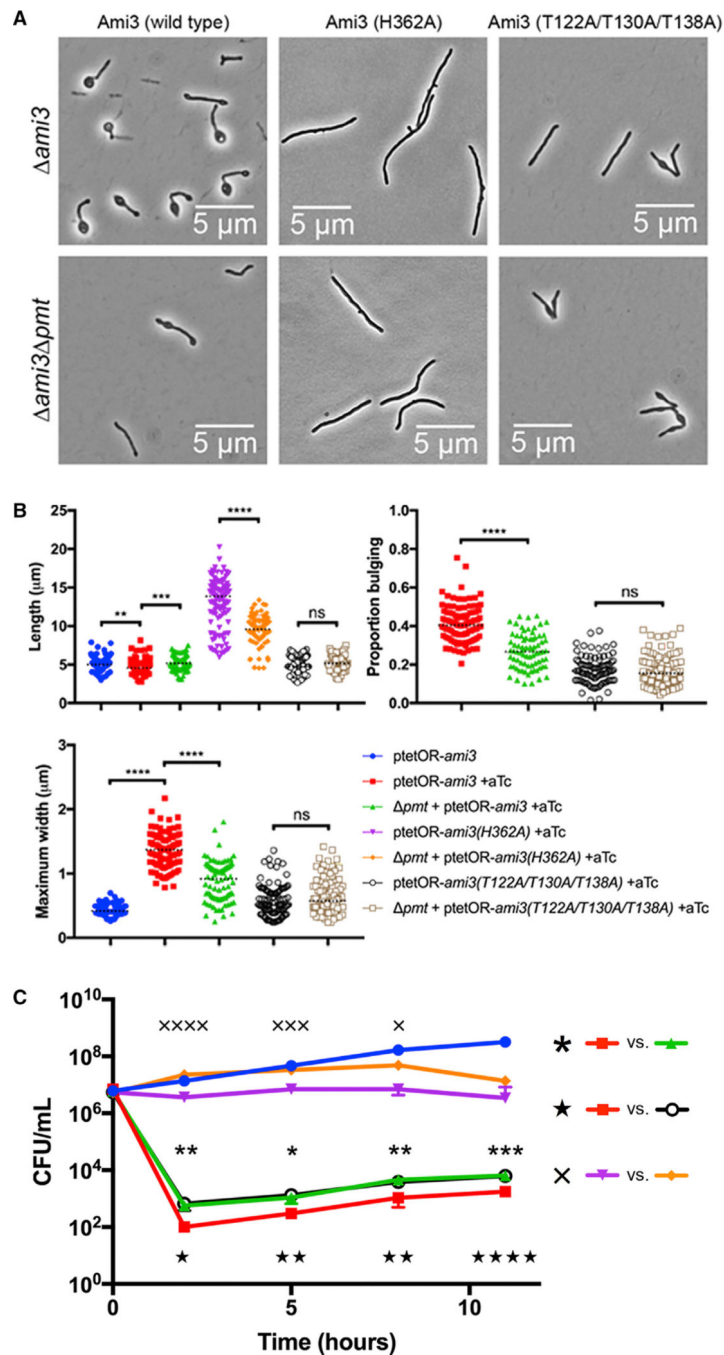 A
Ami3 (wild type)
Ami3 (H362A)
Ami3 (T122A/T130A/T138A)
Δami3
5 µm
5 µm
5 µm
Δami3Δpmt
5 µm
5 µm
5 µm
B
Length (µm)
25
20
15
10
5
0
**
***
****
ns
Proportion bulging
1.0
0.8
0.6
0.4
0.2
0.0
****
ns
Maximum width (µm)
3
2
1
0
****
****
ns
ptetOR-ami3
ptetOR-ami3 +aTc
Δpmt + ptetOR-ami3 +aTc
ptetOR-ami3(H362A) +aTc
Δpmt + ptetOR-ami3(H362A) +aTc
ptetOR-ami3(T122A/T130A/T138A) +aTc
Δpmt + ptetOR-ami3(T122A/T130A/T138A) +aTc
C
CFU/mL
10^10
10^8
10^6
10^4
10^2
10^0
×××× ××× ×
** * ** ***
★ ★★ ★★ ★★★★
0 5 10
Time (hours)
* vs.
★ vs.
× vs.